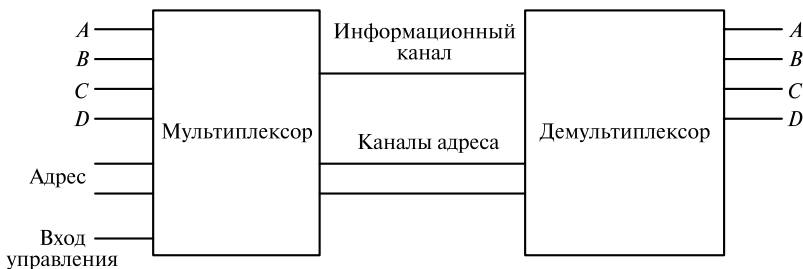 A
B
C
D
Адрес
Вход
управления
Мультиплексор
Информационный
канал
Каналы адреса
Демультиплексор
A
B
C
D